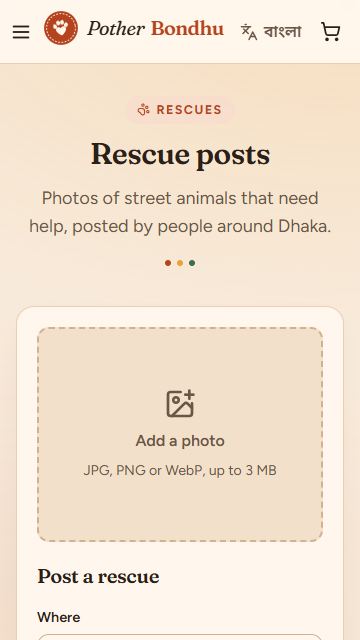 Pother Bondhu
বাংলা
RESCUES
Rescue posts
Photos of street animals that need
help, posted by people around Dhaka.
Add a photo
JPG, PNG or WebP, up to 3 MB
Post a rescue
Where